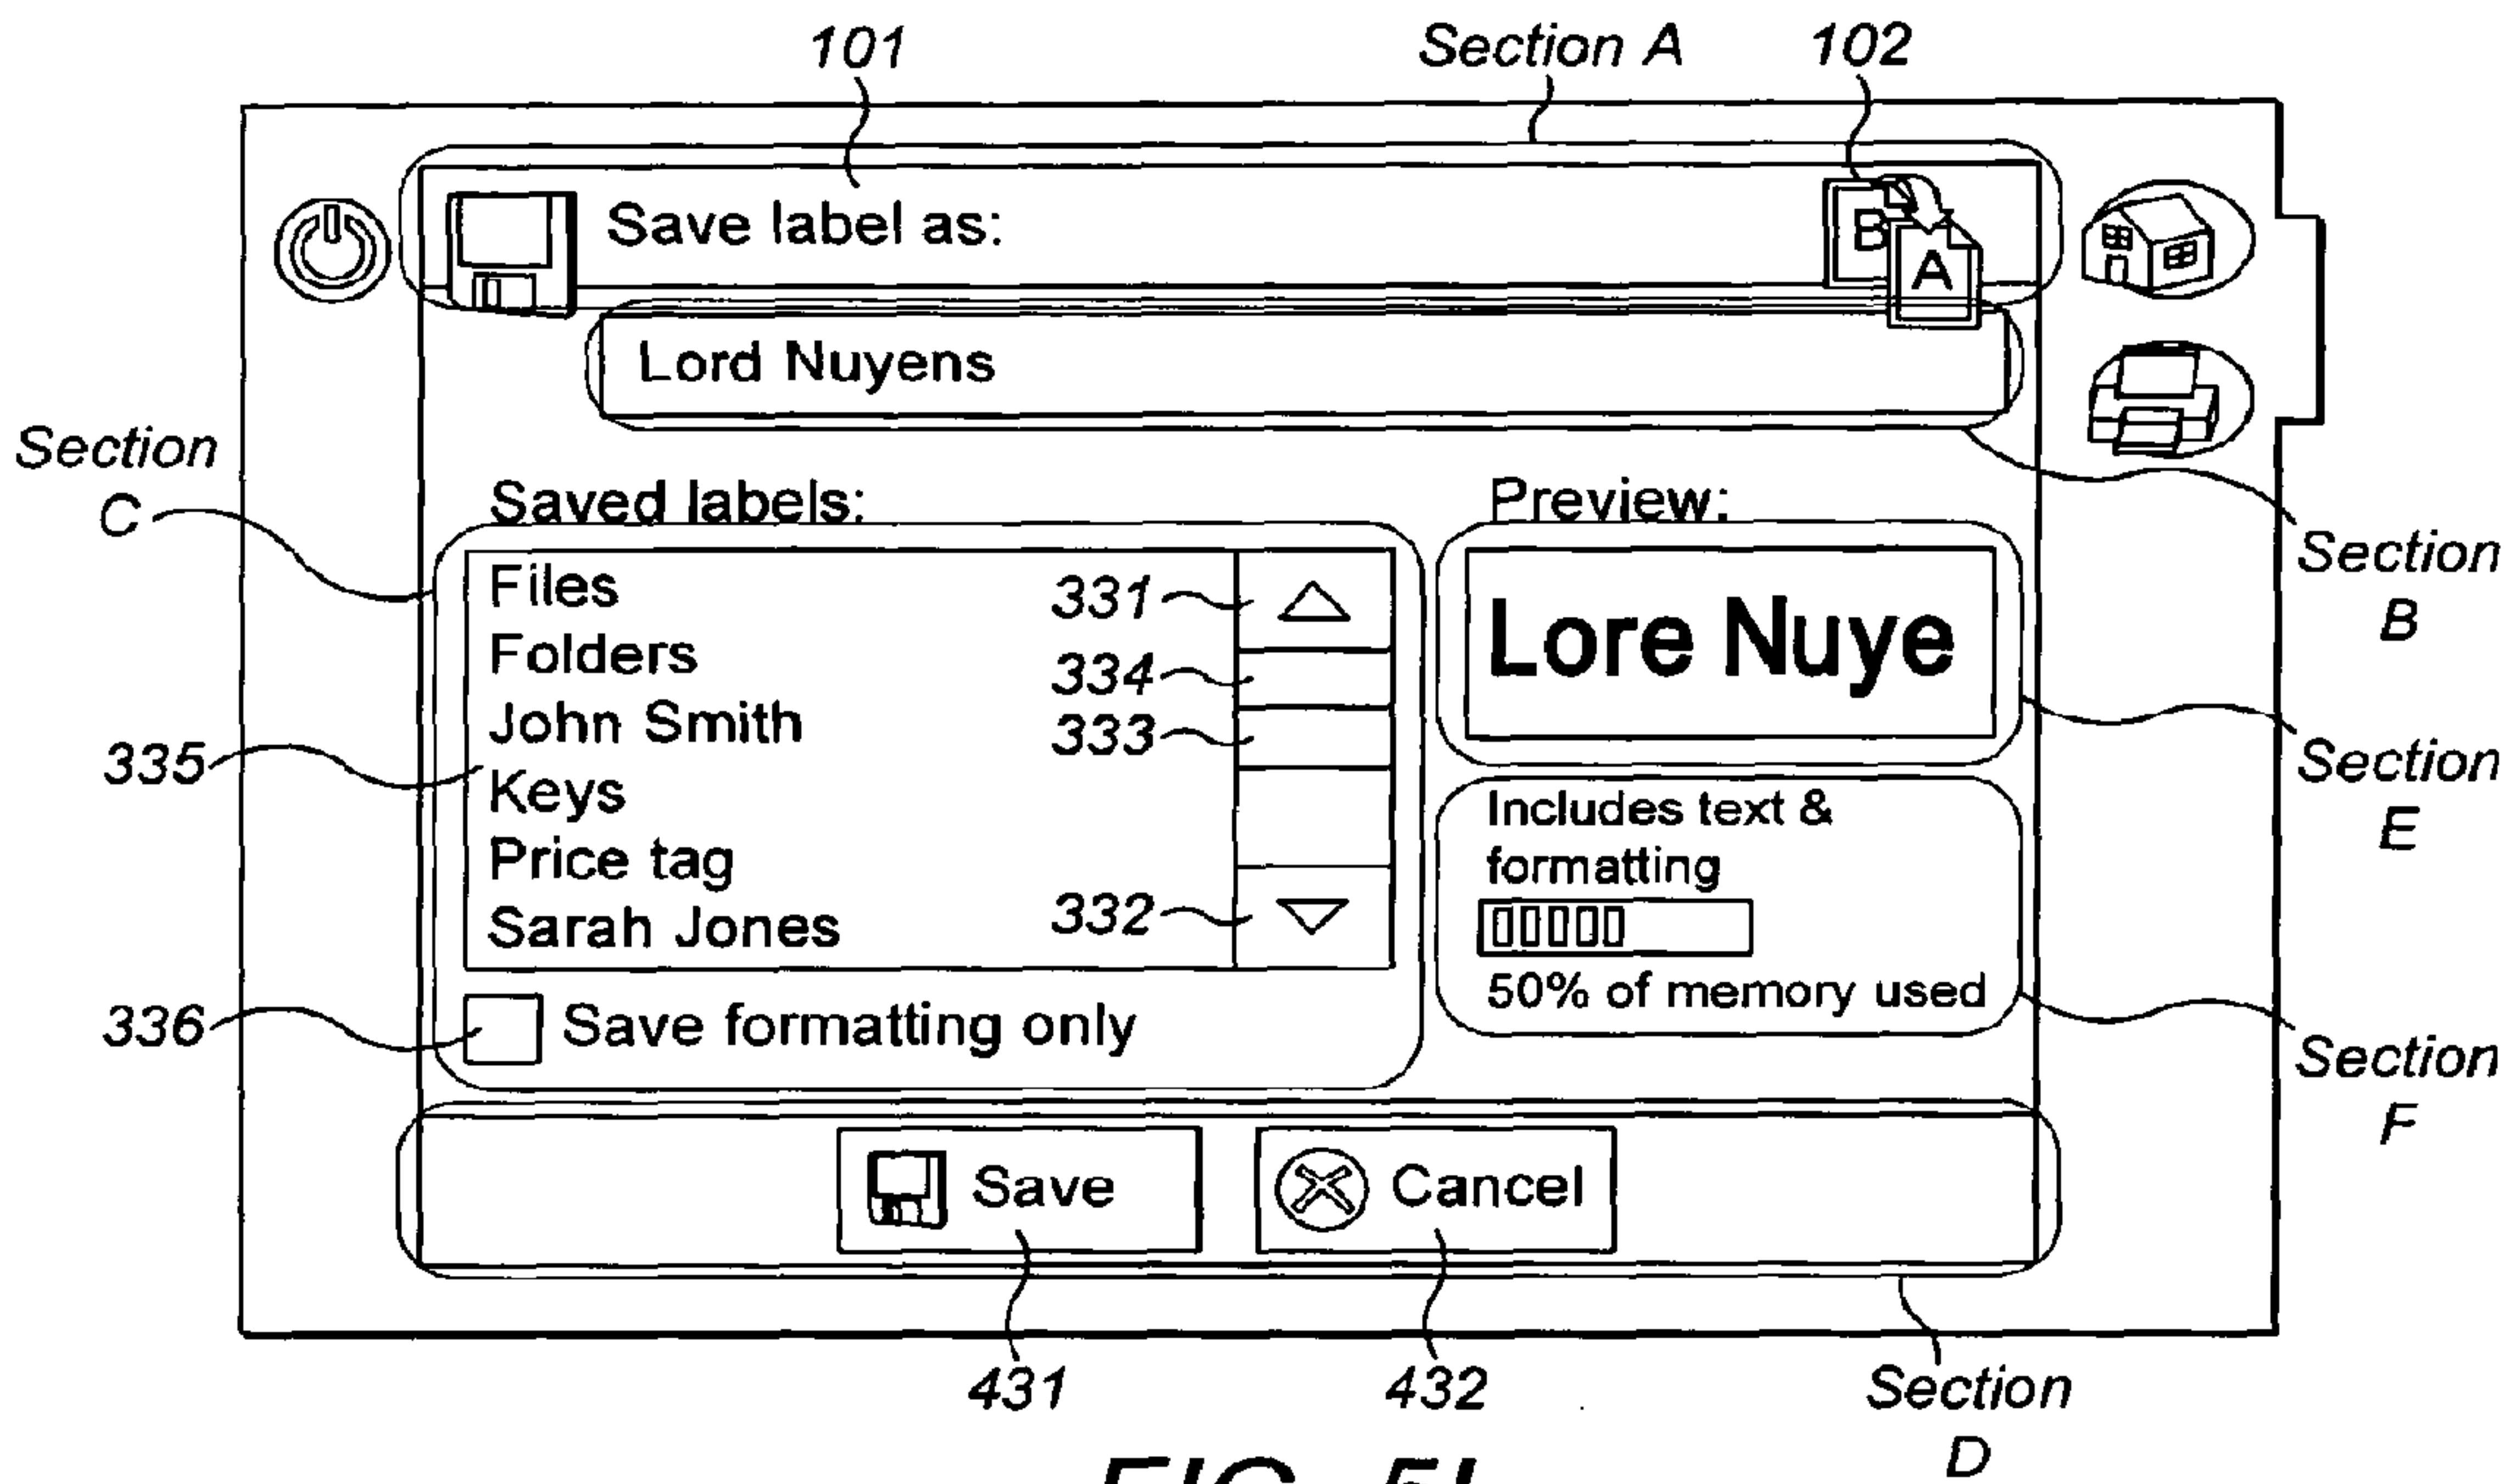 101
Section A
102
Save label as:
B
A
Lord Nuyens
Section
C
Saved labels:
Preview:
Section
B
Files
331
Lore Nuye
Folders
334
John Smith
333
335
Keys
Section
E
Includes text &
formatting
Price tag
Sarah Jones
332
50% of memory used
336
Save formatting only
Section
F
Save
Cancel
431
432
Section
D